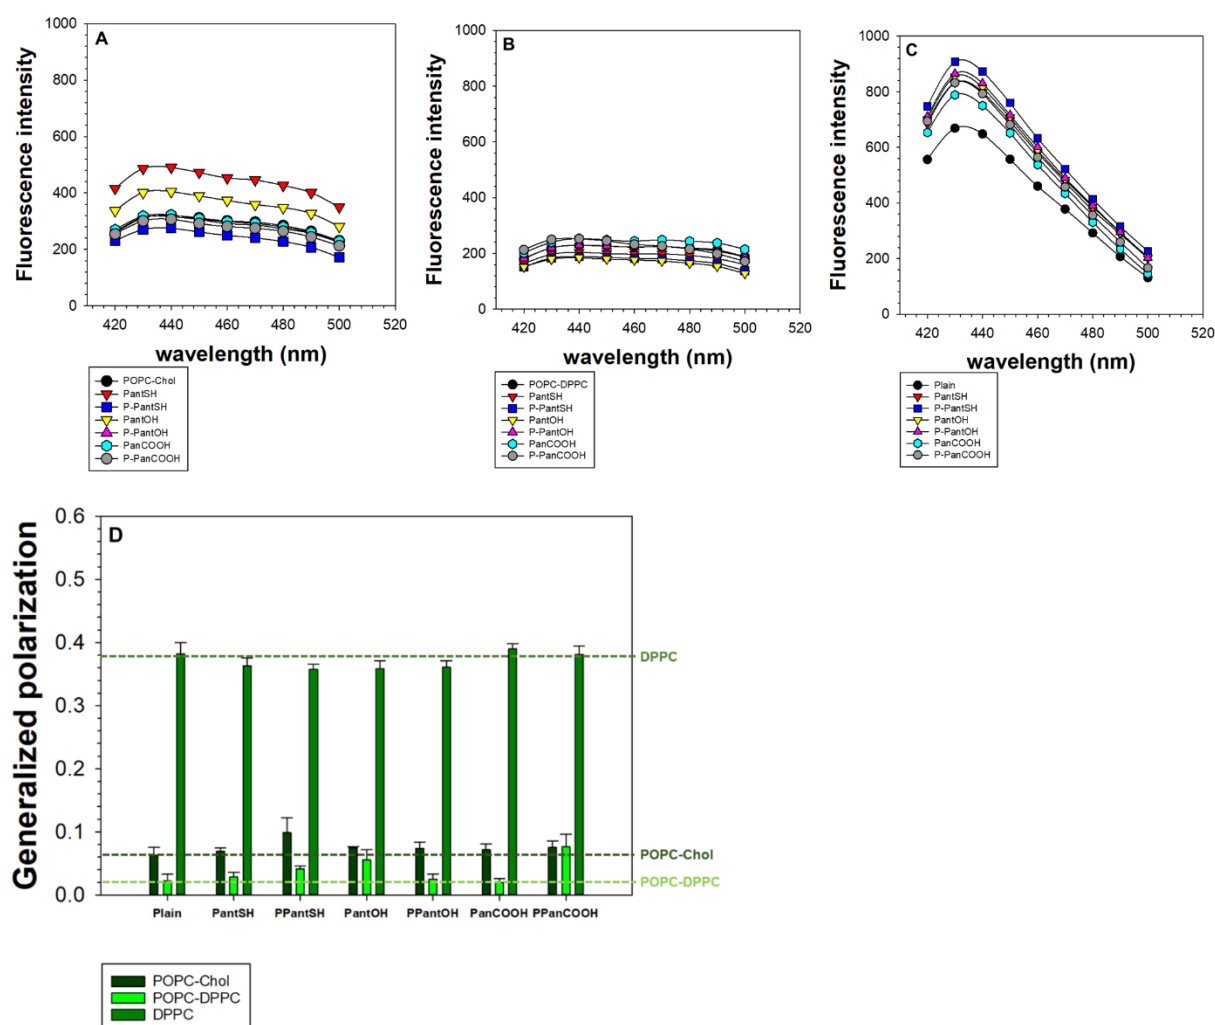 A
1000
800
600
400
200
0
Fluorescence intensity
420 440 460 480 500 520
wavelength (nm)
POPC-Chol
PantSH
P-PantSH
PantOH
P-PantOH
PanCOOH
P-PanCOOH
B
1000
800
600
400
200
0
Fluorescence intensity
420 440 460 480 500 520
wavelength (nm)
POPC-DPPC
PantSH
P-PantSH
PantOH
P-PantOH
PanCOOH
P-PanCOOH
C
1000
800
600
400
200
0
Fluorescence intensity
420 440 460 480 500 520
wavelength (nm)
Plain
PantSH
P-PantSH
PantOH
P-PantOH
PanCOOH
P-PanCOOH
D
0.6
0.5
0.4
0.3
0.2
0.1
0.0
Generalized polarization
DPPC
POPC-Chol
POPC-DPPC
Plain PantSH PPantSH PantOH PPantOH PanCOOH PPanCOOH
POPC-Chol
POPC-DPPC
DPPC